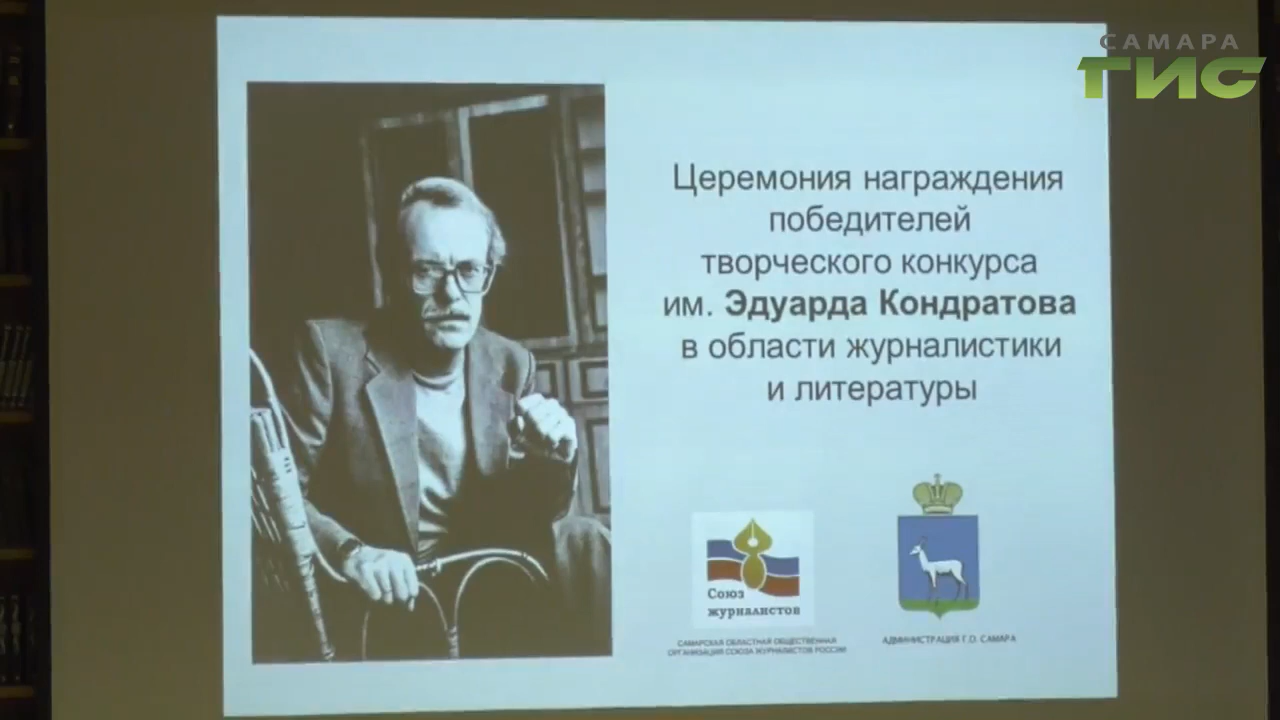 САМАРА
ГИС
Церемония награждения
победителей
творческого конкурса
им. Эдуарда Кондратова
в области журналистики
и литературы
Союз
журналистов
САМАРСКАЯ ОБЛАСТНАЯ ОБЩЕСТВЕННАЯ
ОРГАНИЗАЦИЯ СОЮЗА ЖУРНАЛИСТОВ РОССИИ
АДМИНИСТРАЦИЯ Г.О. САМАРА